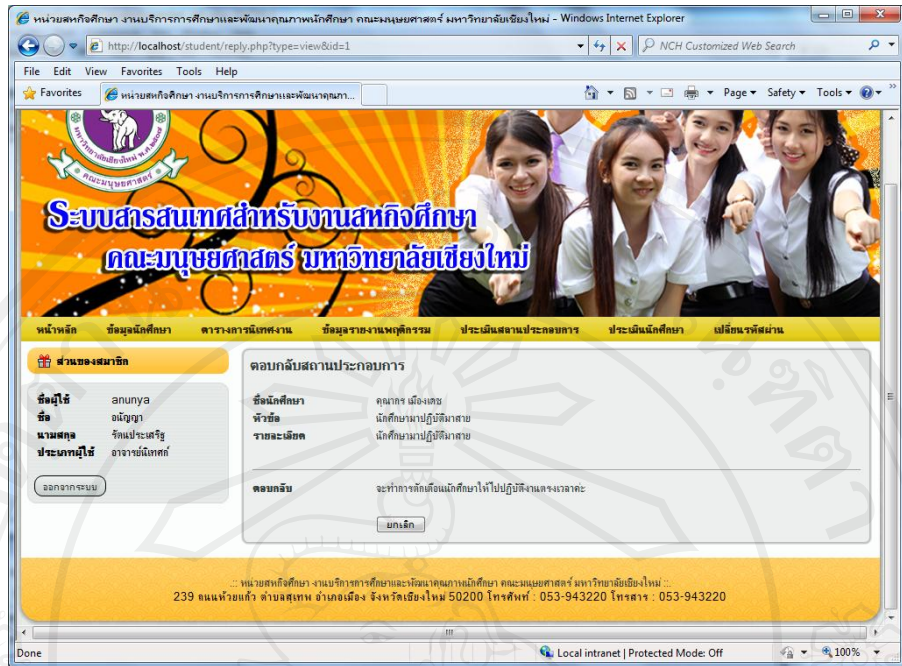 หน่วยสหกิจศึกษา งานบริการการศึกษาและพัฒนาคุณภาพนักศึกษา คณะมนุษยศาสตร์ มหาวิทยาลัยเชียงใหม่ - Windows Internet Explorer
http://localhost/student/reply.php?type=view&id=1
NCH Customized Web Search
File Edit View Favorites Tools Help
Favorites หน่วยสหกิจศึกษา งานบริการการศึกษาและพัฒนาคุณภา... Page Safety Tools
ระบบสารสนเทศสำหรับงานสหกิจศึกษา
คณะมนุษยศาสตร์ มหาวิทยาลัยเชียงใหม่
หน้าหลัก ข้อมูลนักศึกษา ตารางการนิเทศงาน ข้อมูลรายงานพฤติกรรม ประเมินสถานประกอบการ ประเมินนักศึกษา เปลี่ยนรหัสผ่าน
ส่วนของสมาชิก
ชื่อผู้ใช้ anunya
ชื่อ อนัญญา
นามสกุล รัตนประเสริฐ
ประเภทผู้ใช้ อาจารย์นิเทศก์
ออกจากระบบ
ตอบกลับสถานประกอบการ
ชื่อนักศึกษา คุณากร เมืองเดช
หัวข้อ นักศึกษามาปฏิบัติมาสาย
รายละเอียด นักศึกษามาปฏิบัติมาสาย
ตอบกลับ จะทำการตักเตือนนักศึกษาให้ไปปฏิบัติงานตรงเวลาค่ะ
ยกเลิก
.:: หน่วยสหกิจศึกษา งานบริการการศึกษาและพัฒนาคุณภาพนักศึกษา คณะมนุษยศาสตร์ มหาวิทยาลัยเชียงใหม่ ::.
239 ถนนห้วยแก้ว ตำบลสุเทพ อำเภอเมือง จังหวัดเชียงใหม่ 50200 โทรศัพท์ : 053-943220 โทรสาร : 053-943220
Done Local intranet | Protected Mode: Off 100%